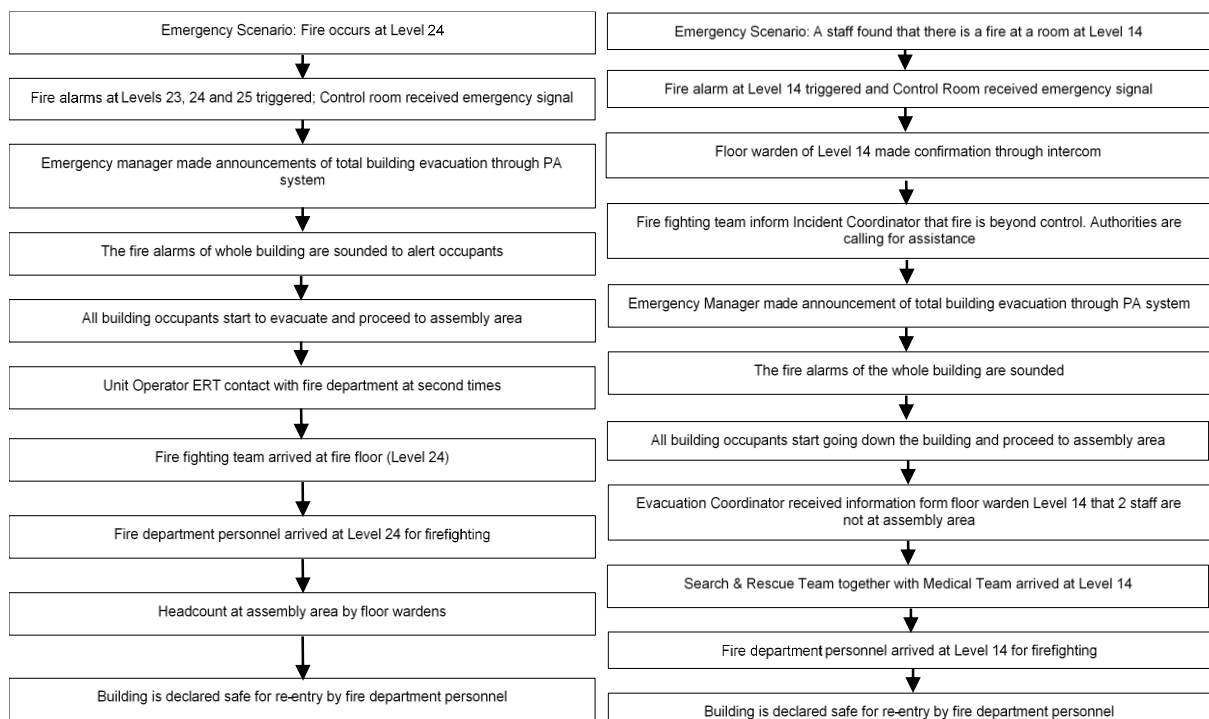 Emergency Scenario: Fire occurs at Level 24
Fire alarms at Levels 23, 24 and 25 triggered; Control room received emergency signal
Emergency manager made announcements of total building evacuation through PA
system
The fire alarms of whole building are sounded to alert occupants
All building occupants start to evacuate and proceed to assembly area
Unit Operator ERT contact with fire department at second times
Fire fighting team arrived at fire floor (Level 24)
Fire department personnel arrived at Level 24 for firefighting
Headcount at assembly area by floor wardens
Building is declared safe for re-entry by fire department personnel
Emergency Scenario: A staff found that there is a fire at a room at Level 14
Fire alarm at Level 14 triggered and Control Room received emergency signal
Floor warden of Level 14 made confirmation through intercom
Fire fighting team inform Incident Coordinator that fire is beyond control. Authorities are
calling for assistance
Emergency Manager made announcement of total building evacuation through PA system
The fire alarms of the whole building are sounded
All building occupants start going down the building and proceed to assembly area
Evacuation Coordinator received information form floor warden Level 14 that 2 staff are
not at assembly area
Search & Rescue Team together with Medical Team arrived at Level 14
Fire department personnel arrived at Level 14 for firefighting
Building is declared safe for re-entry by fire department personnel